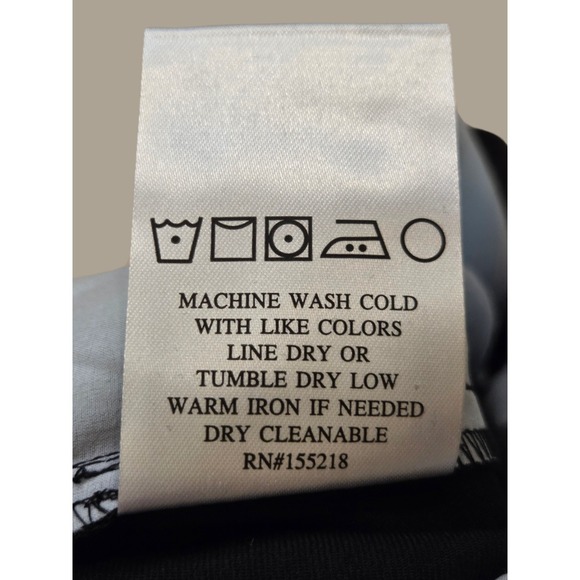 MACHINE WASH COLD
WITH LIKE COLORS
LINE DRY OR
TUMBLE DRY LOW
WARM IRON IF NEEDED
DRY CLEANABLE
RN#155218